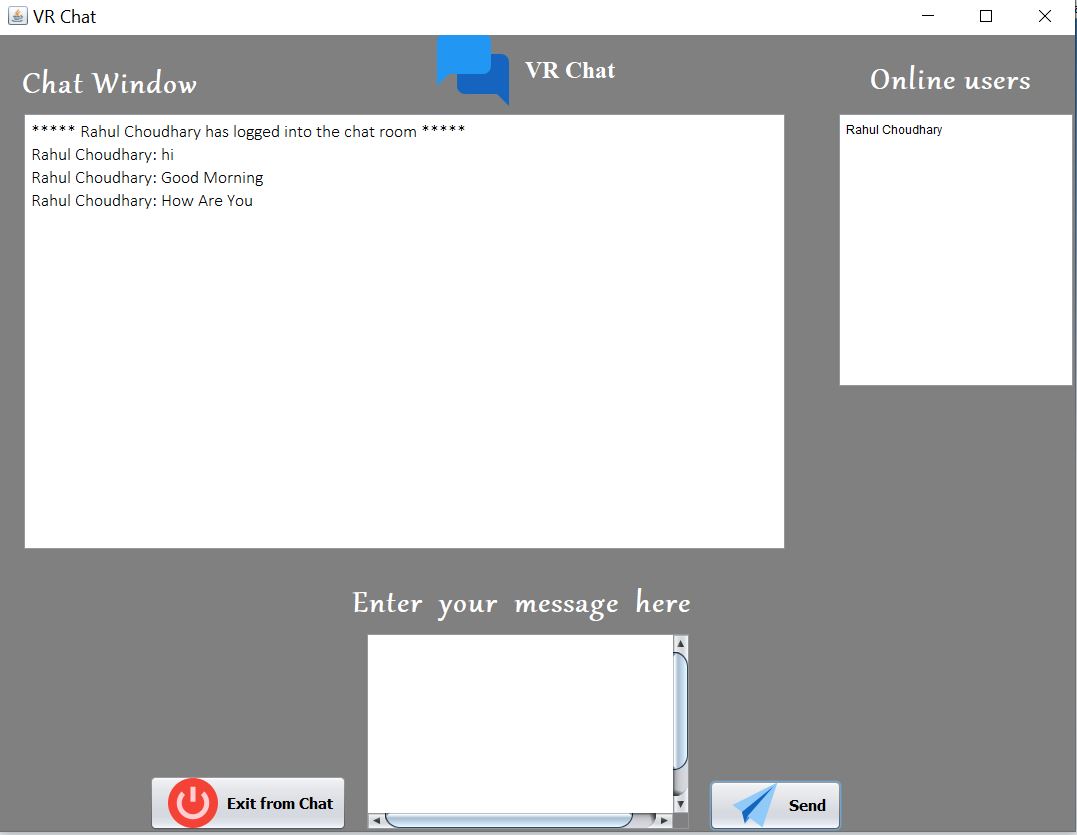 VR Chat
VR Chat
Chat Window
Online users
***** Rahul Choudhary has logged into the chat room *****
Rahul Choudhary: hi
Rahul Choudhary: Good Morning
Rahul Choudhary: How Are You
Rahul Choudhary
Enter your message here
Exit from Chat
Send